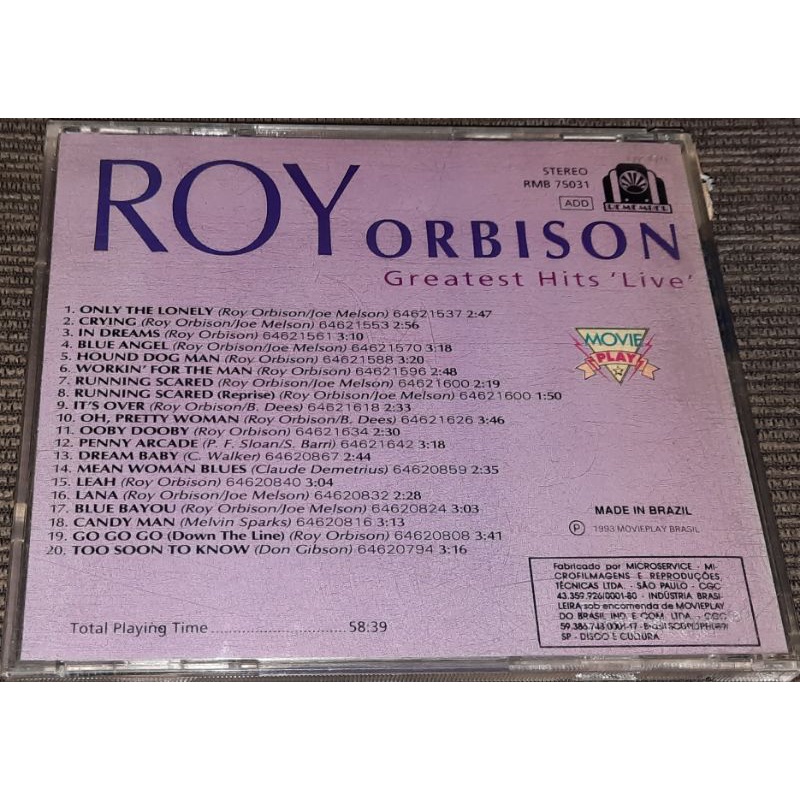 ROY ORBISON
STEREO
RMB 75031
ADD
REMEMBER
Greatest Hits 'Live'
MOVIE
PLAY
1. ONLY THE LONELY (Roy Orbison/Joe Melson) 64621537 2:47
2. CRYING (Roy Orbison/Joe Melson) 64621553 2:56
3. IN DREAMS (Roy Orbison) 64621561 3:10
4. BLUE ANGEL (Roy Orbison/Joe Melson) 64621570 3:18
5. HOUND DOG MAN (Roy Orbison) 64621588 3:20
6. WORKIN' FOR THE MAN (Roy Orbison) 64621596 2:48
7. RUNNING SCARED (Roy Orbison/Joe Melson) 64621600 2:19
8. RUNNING SCARED (Reprise) (Roy Orbison/Joe Melson) 64621600 1:50
9. IT'S OVER (Roy Orbison/B. Dees) 64621618 2:33
10. OH, PRETTY WOMAN (Roy Orbison/B. Dees) 64621626 3:46
11. OOBY DOOBY (Roy Orbison) 64621634 2:30
12. PENNY ARCADE (P. F. Sloan/S. Barri) 64621642 3:18
13. DREAM BABY (C. Walker) 64620867 2:44
14. MEAN WOMAN BLUES (Claude Demetrius) 64620859 2:35
15. LEAH (Roy Orbison) 64620840 3:04
16. LANA (Roy Orbison/Joe Melson) 64620832 2:28
17. BLUE BAYOU (Roy Orbison/Joe Melson) 64620824 3:03
18. CANDY MAN (Melvin Sparks) 64620816 3:13
19. GO GO GO (Down The Line) (Roy Orbison) 64620808 3:41
20. TOO SOON TO KNOW (Don Gibson) 64620794 3:16
MADE IN BRAZIL
℗ 1993 MOVIEPLAY BRASIL
Fabricado por MICROSERVICE - MI-
CROFILMAGENS E REPRODUÇÕES
TÉCNICAS LTDA. - SÃO PAULO - CGC
43.359.926/0001-80 - INDÚSTRIA BRASI-
LEIRA sob encomenda de MOVIEPLAY
DO BRASIL IND. E COM. LTDA. - CGC
SP - DISCO E CULTURA
Total Playing Time 58:39